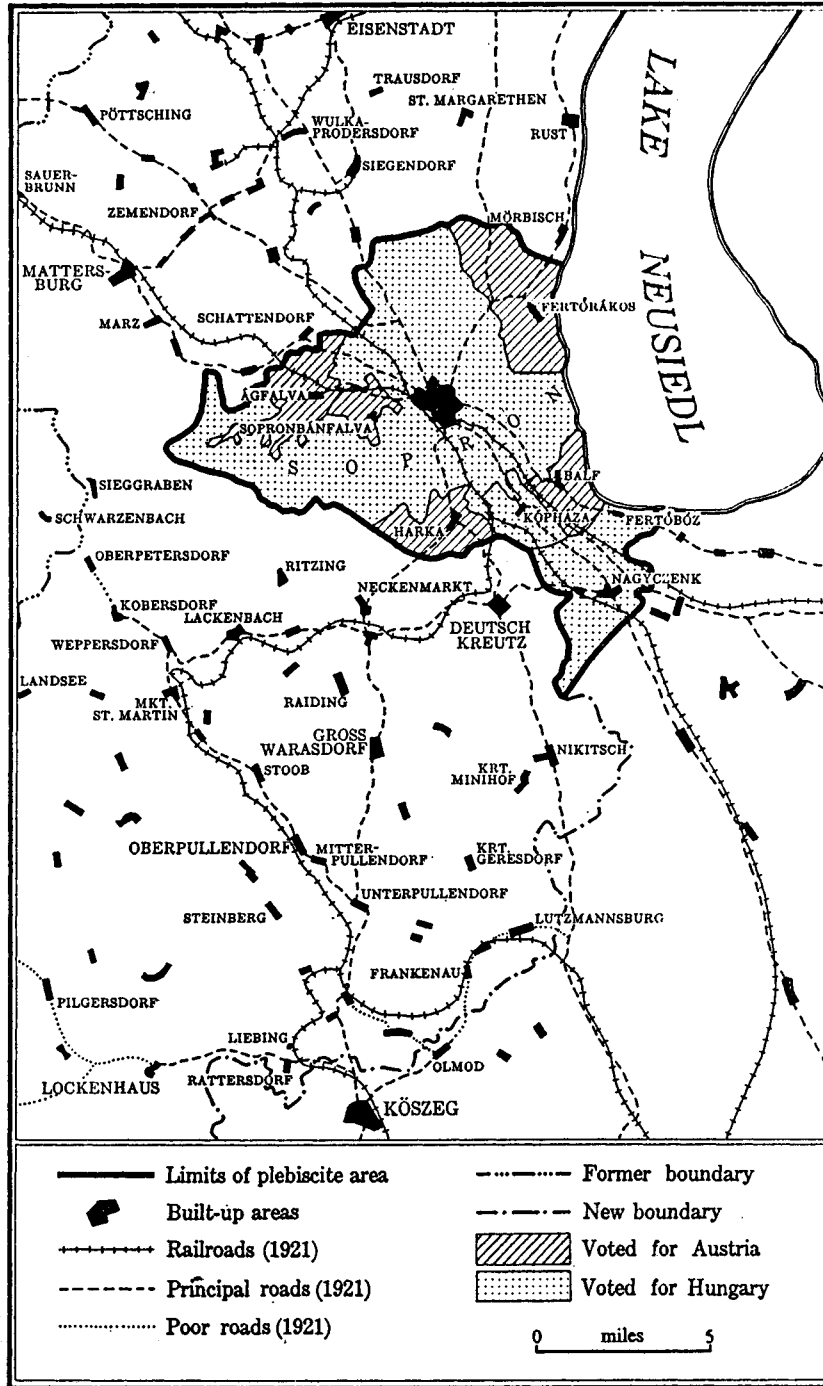 EISENSTADT
TRAUSDORF
ST. MARGARETHEN
PÖTTSCHING
WULKA-
PRODERSDORF
RUST
LAKE NEUSIEDL
SIEGENDORF
SAUER-
BRUNN
ZEMENDORF
MÖRBISCH
MATTERS-
BURG
MARZ
SCHATTENDORF
FERTŐRÁKOS
ÁGFALVA
SOPRONBÁNFALVA
SOPRON
BALF
SIEGGRABEN
SCHWARZENBACH
HARKA
KÓPHÁZA
FERTŐBÓZ
OBERPETERSDORF
RITZING
NECKENMARKT
NAGYCZENK
KOBERSDORF
LACKENBACH
WEPPERSDORF
DEUTSCH
KREUTZ
LANDSEE
MKT.
ST. MARTIN
RAIDING
GROSS
WARASDORF
NIKITSCH
STOOB
KRT.
MINIHOF
OBERPULLENDORF
MITTER-
PULLENDORF
KRT.
GERESDORF
STEINBERG
UNTERPULLENDORF
LUTZMANNSBURG
FRANKENAU
PILGERSDORF
LIEBING
LOCKENHAUS
RATTERSDORF
OLMOD
KÖSZEG
Limits of plebiscite area
Built-up areas
Railroads (1921)
Principal roads (1921)
Poor roads (1921)
Former boundary
New boundary
Voted for Austria
Voted for Hungary
0 miles 5